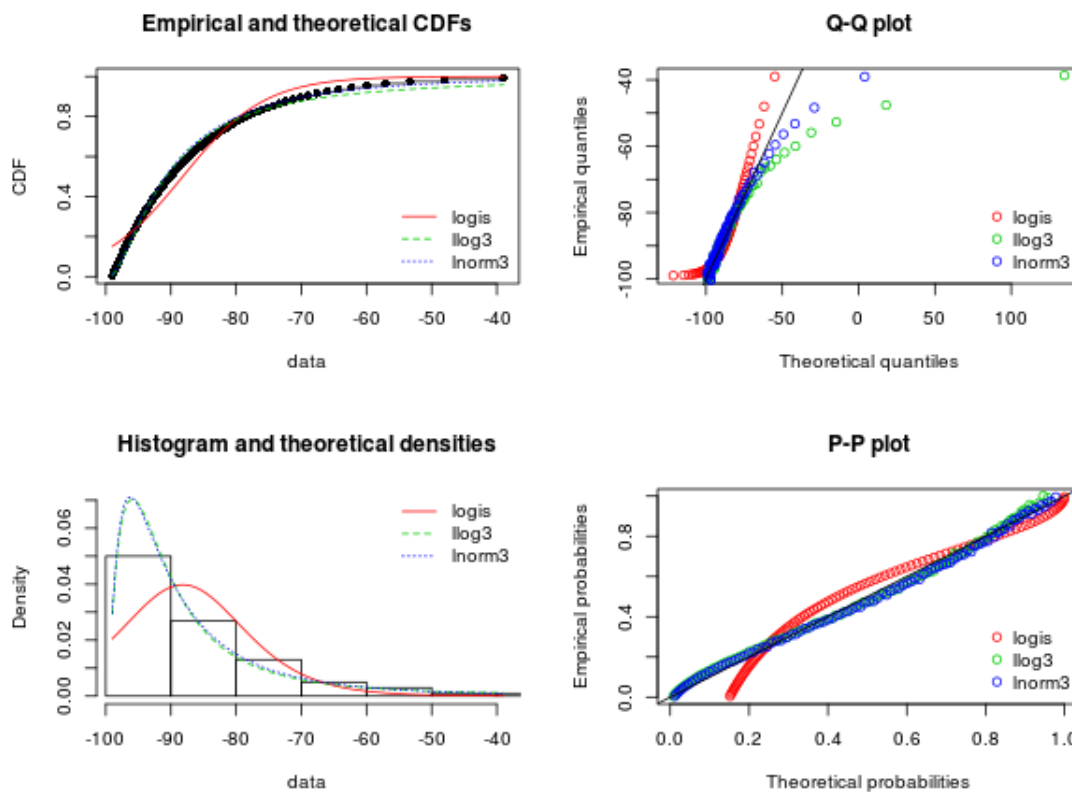 Empirical and theoretical CDFs
CDF
0.0 0.4 0.8
logis
llog3
lnorm3
-100 -90 -80 -70 -60 -50 -40
data
Q-Q plot
Empirical quantiles
-100 -80 -60 -40
logis
llog3
lnorm3
-100 -50 0 50 100
Theoretical quantiles
Histogram and theoretical densities
Density
0.00 0.02 0.04 0.06
logis
llog3
lnorm3
-100 -90 -80 -70 -60 -50 -40
data
P-P plot
Empirical probabilities
0.0 0.4 0.8
logis
llog3
lnorm3
0.0 0.2 0.4 0.6 0.8 1.0
Theoretical probabilities